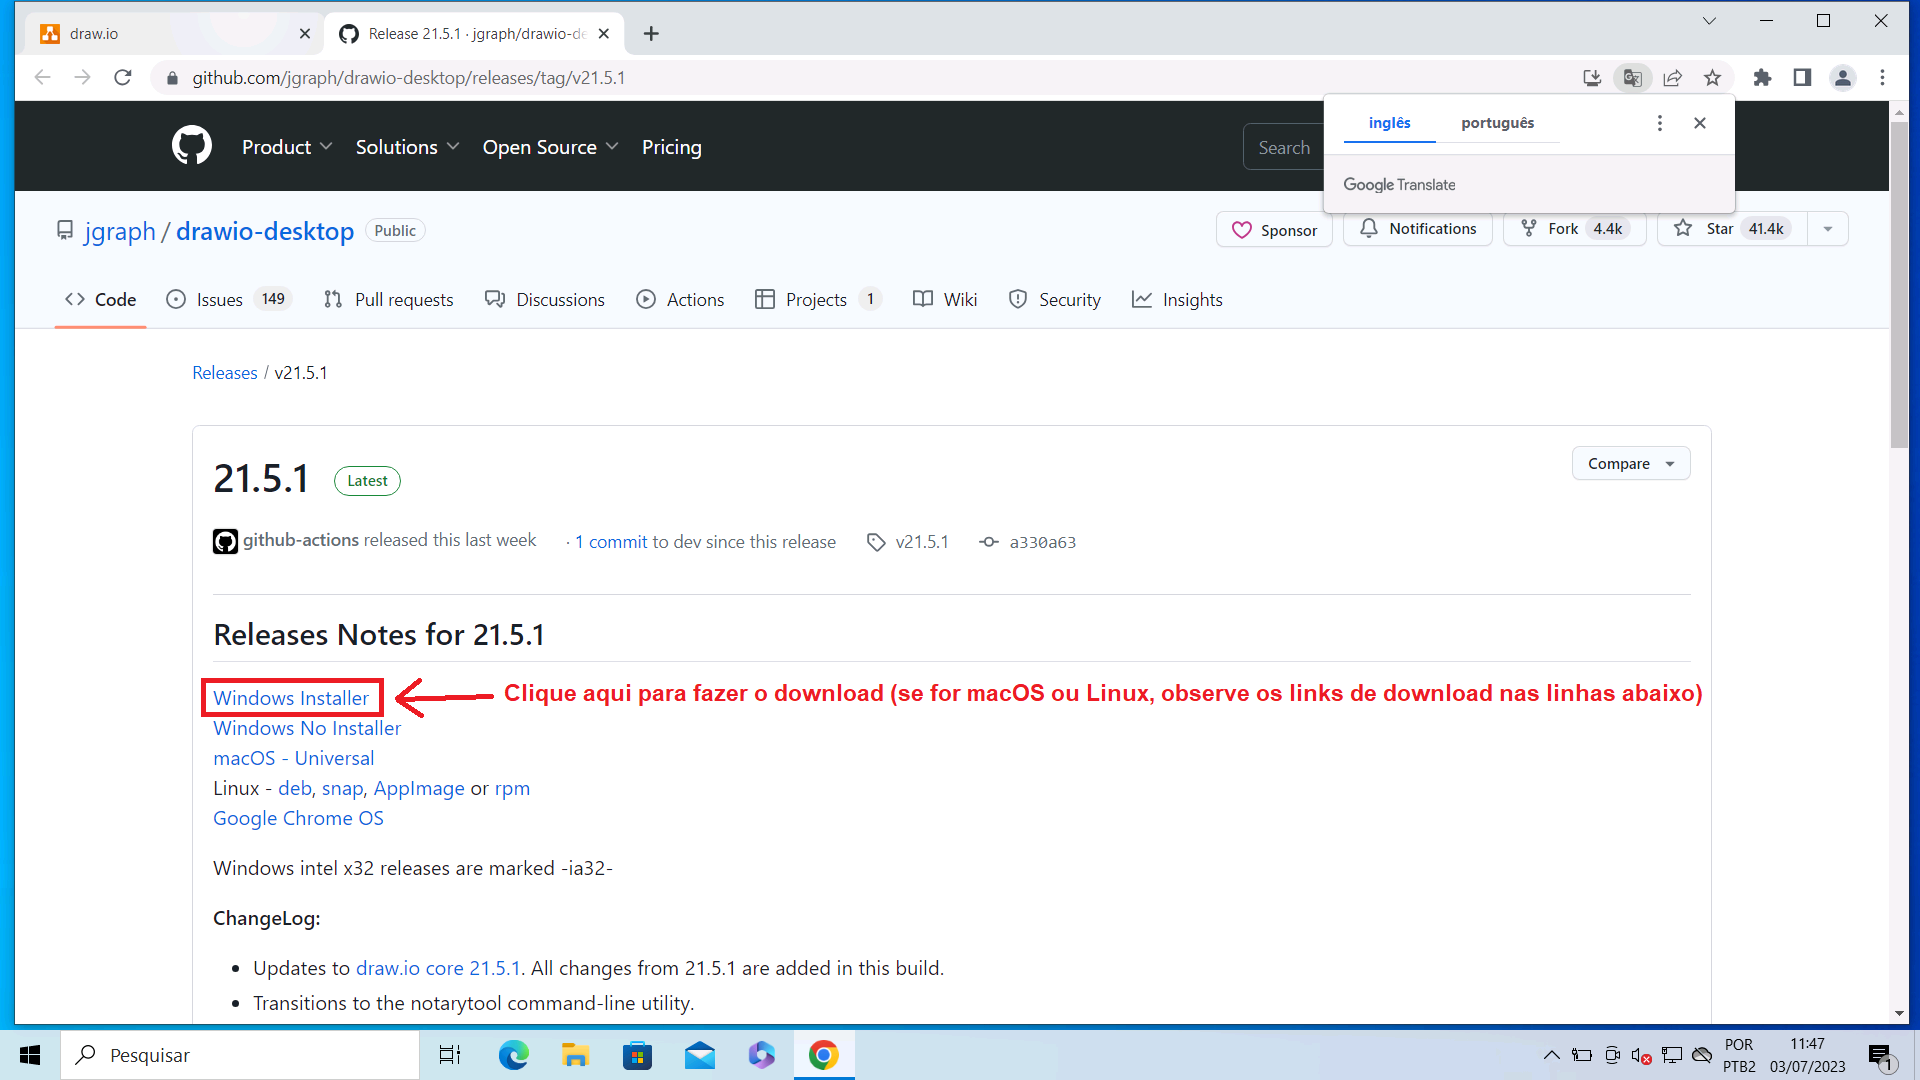 draw.io
Release 21.5.1 · jgraph/drawio-de
github.com/jgraph/drawio-desktop/releases/tag/v21.5.1
inglês português
Google Translate
Product Solutions Open Source Pricing
Search
jgraph / drawio-desktop Public
Sponsor Notifications Fork 4.4k Star 41.4k
Code Issues 149 Pull requests Discussions Actions Projects 1 Wiki Security Insights
Releases / v21.5.1
21.5.1 Latest
Compare
github-actions released this last week · 1 commit to dev since this release v21.5.1 a330a63
Releases Notes for 21.5.1
Windows Installer
Clique aqui para fazer o download (se for macOS ou Linux, observe os links de download nas linhas abaixo)
Windows No Installer
macOS - Universal
Linux - deb, snap, AppImage or rpm
Google Chrome OS
Windows intel x32 releases are marked -ia32-
ChangeLog:
• Updates to draw.io core 21.5.1. All changes from 21.5.1 are added in this build.
• Transitions to the notarytool command-line utility.
Pesquisar
POR
PTB2
11:47
03/07/2023
1